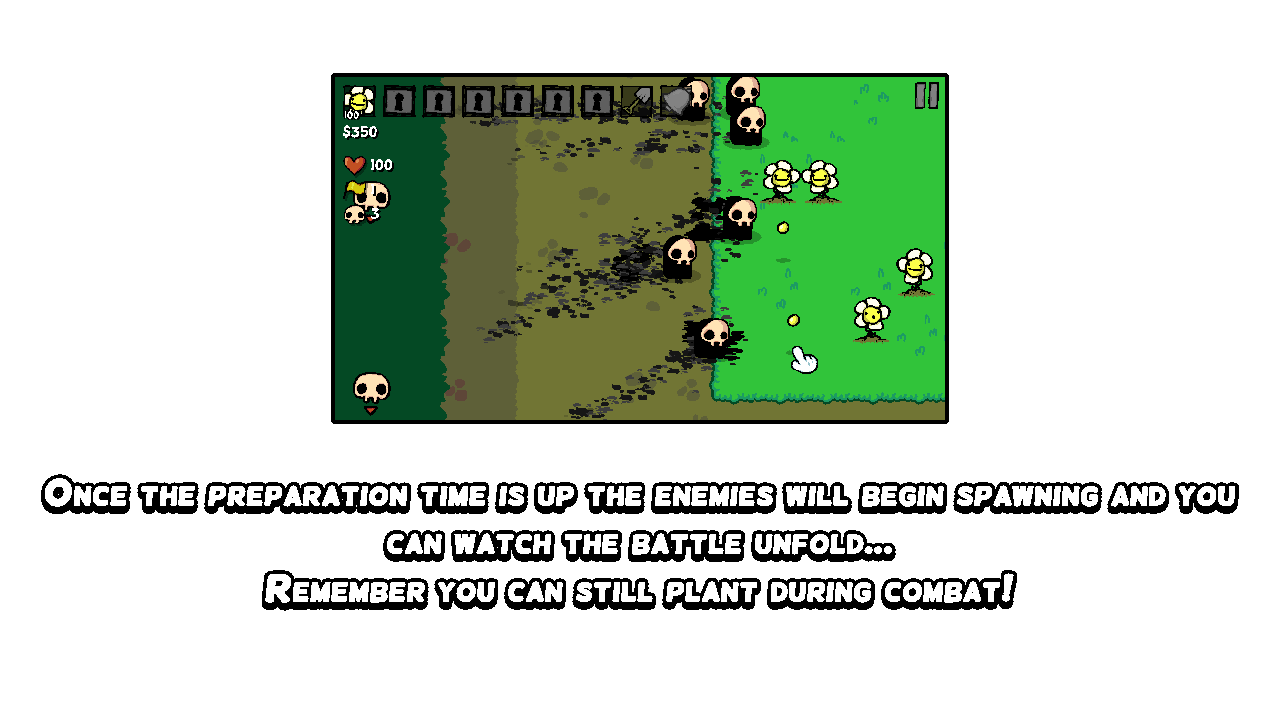 100
$350
100
3
Once the preparation time is up the enemies will begin spawning and you
can watch the battle unfold...
Remember you can still plant during combat!